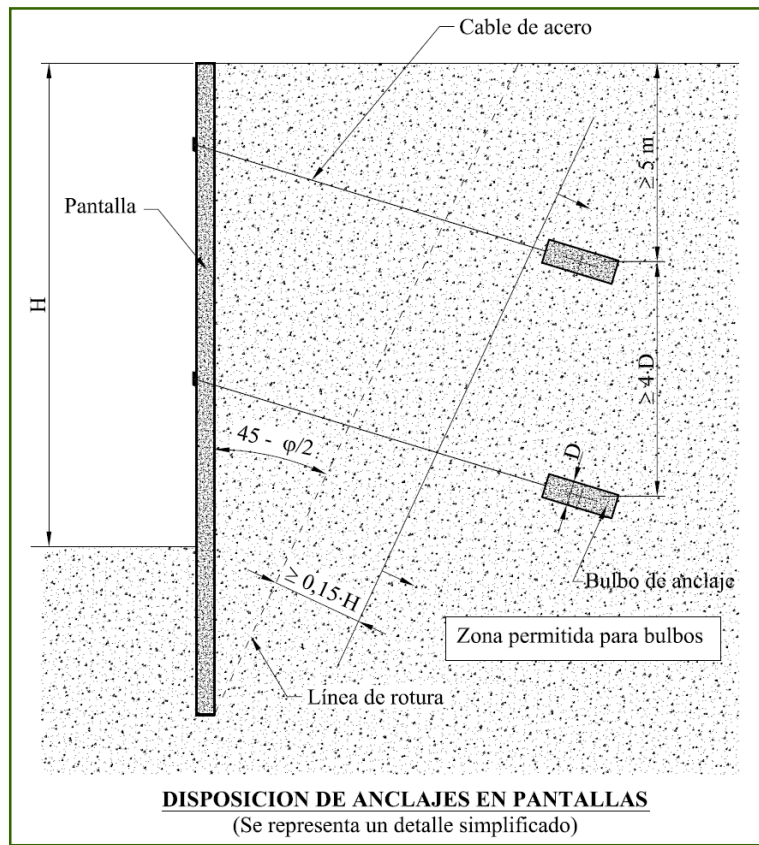 Cable de acero
≥ 5 m
Pantalla
H
≥ 4·D
45 - φ/2
D
≥ 0,15·H
Bulbo de anclaje
Zona permitida para bulbos
Línea de rotura
DISPOSICION DE ANCLAJES EN PANTALLAS
(Se representa un detalle simplificado)